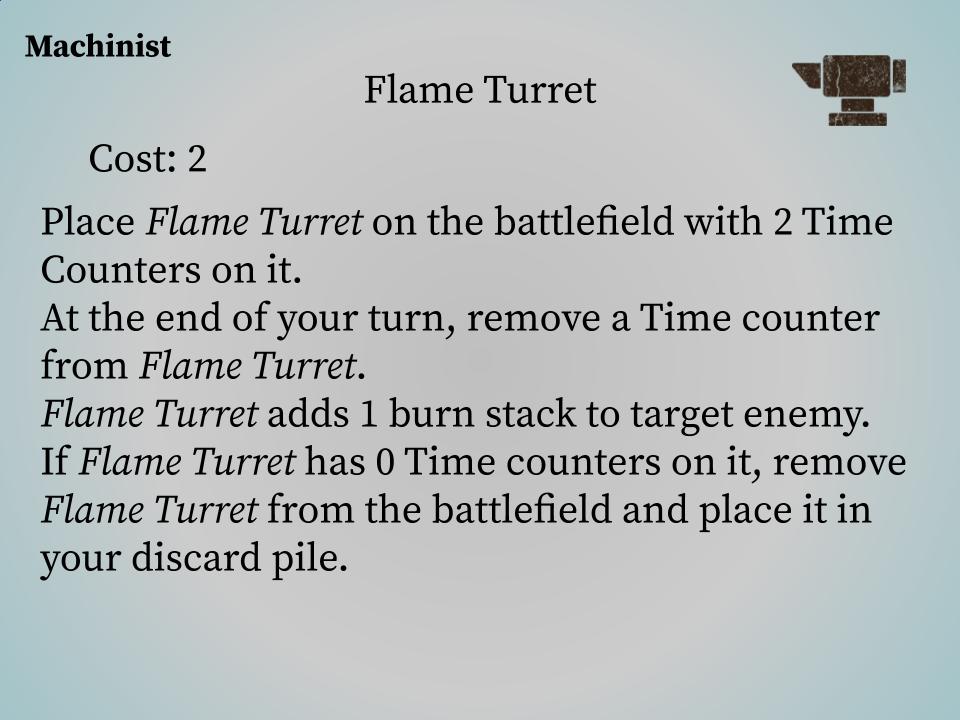 Machinist
Flame Turret
Cost: 2
Place Flame Turret on the battlefield with 2 Time
Counters on it.
At the end of your turn, remove a Time counter
from Flame Turret.
Flame Turret adds 1 burn stack to target enemy.
If Flame Turret has 0 Time counters on it, remove
Flame Turret from the battlefield and place it in
your discard pile.